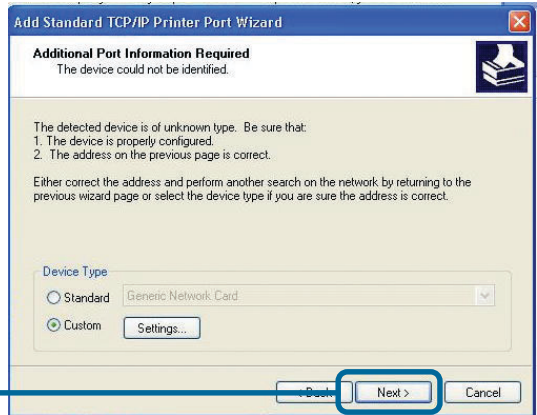 Add Standard TCP/IP Printer Port Wizard
Additional Port Information Required
The device could not be identified.
The detected device is of unknown type. Be sure that:
1. The device is properly configured.
2. The address on the previous page is correct.
Either correct the address and perform another search on the network by returning to the
previous wizard page or select the device type if you are sure the address is correct.
Device Type
Standard Generic Network Card
Custom Settings...
< Back Next > Cancel